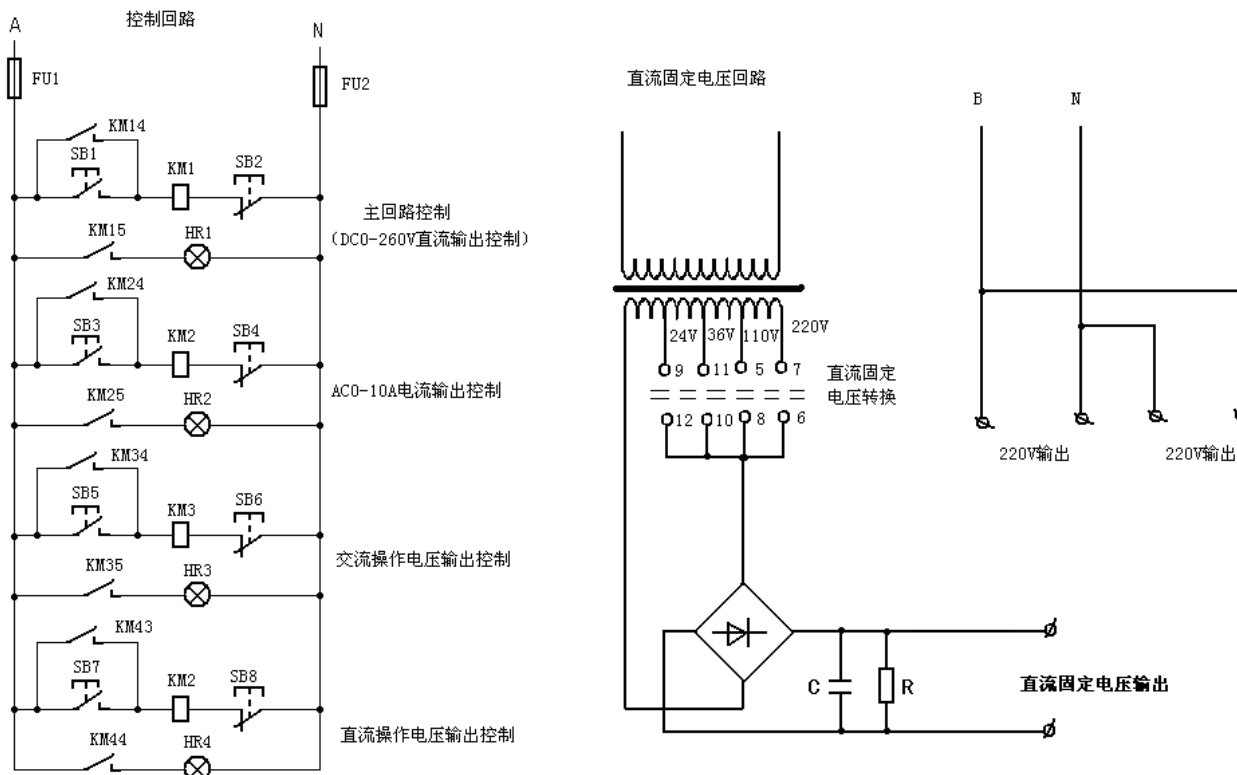 控制回路
A
N
FU1
FU2
KM14
SB1
KM1
SB2
主回路控制
(DC0-260V直流输出控制)
KM15
HR1
KM24
SB3
KM2
SB4
AC0-10A电流输出控制
KM25
HR2
KM34
SB5
KM3
SB6
交流操作电压输出控制
KM35
HR3
KM43
SB7
KM2
SB8
直流操作电压输出控制
KM44
HR4
直流固定电压回路
24V 36V 110V 220V
9 11 5 7
直流固定
电压转换
12 10 8 6
C
R
直流固定电压输出
B
N
220V输出
220V输出